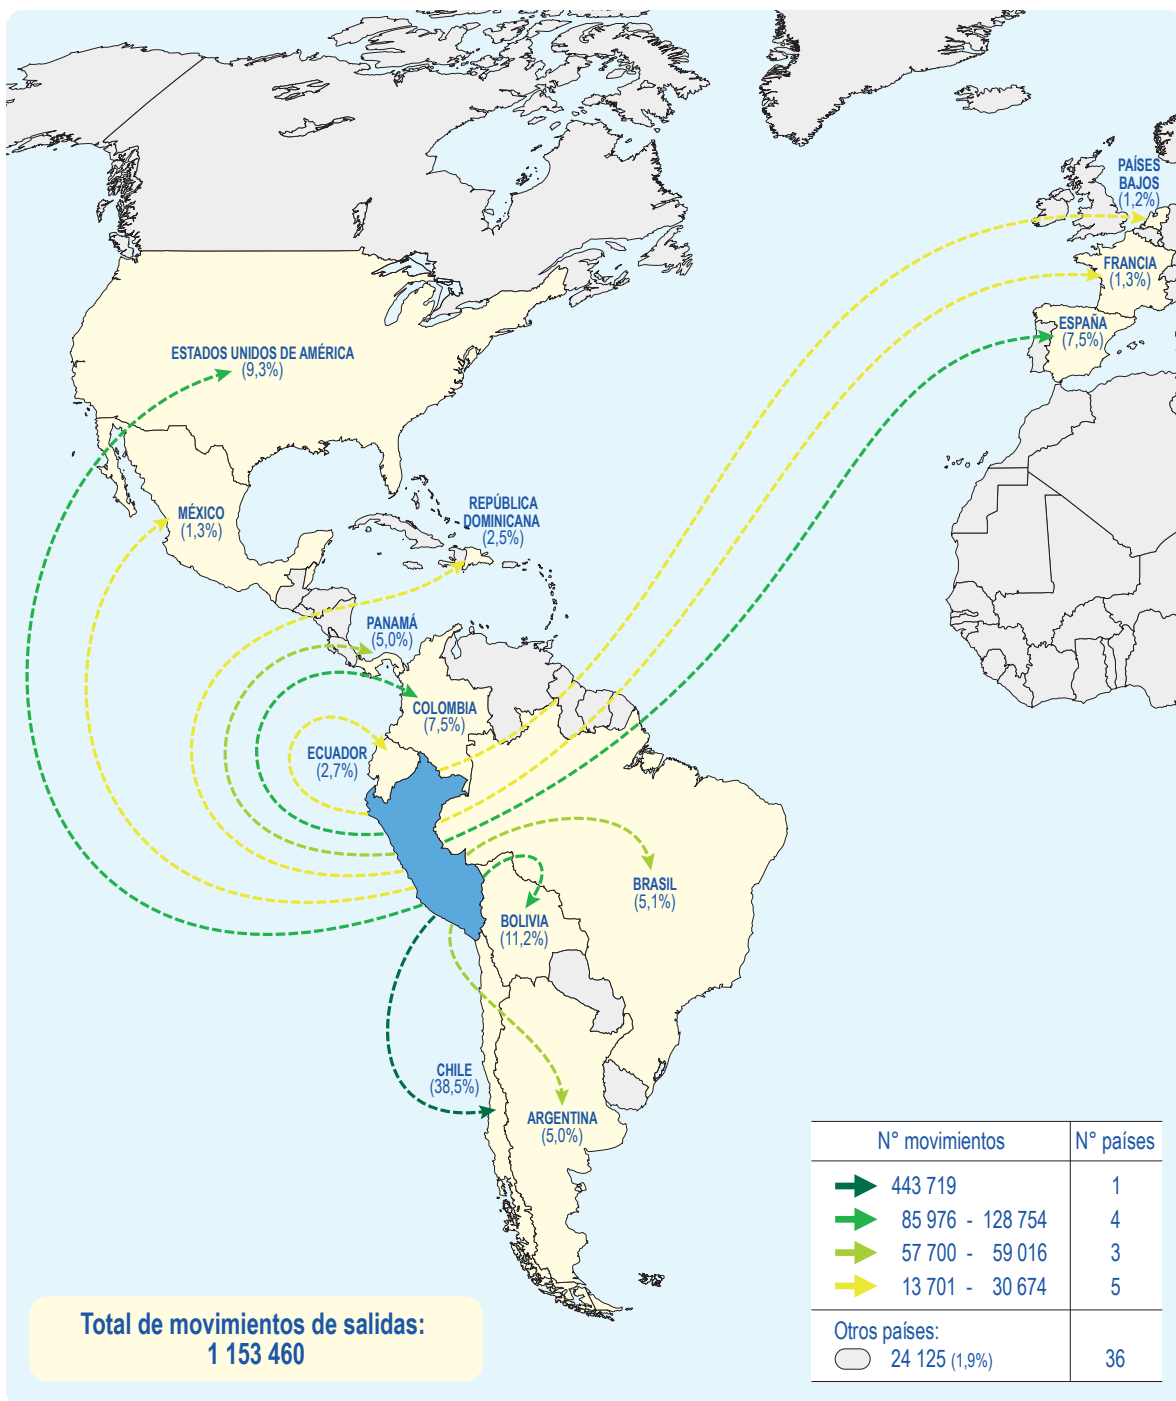 PAÍSES
BAJOS
(1,2%)
FRANCIA
(1,3%)
ESPAÑA
(7,5%)
ESTADOS UNIDOS DE AMÉRICA
(9,3%)
MÉXICO
(1,3%)
REPÚBLICA
DOMINICANA
(2,5%)
PANAMÁ
(5,0%)
COLOMBIA
(7,5%)
ECUADOR
(2,7%)
BRASIL
(5,1%)
BOLIVIA
(11,2%)
CHILE
(38,5%)
ARGENTINA
(5,0%)
N° movimientos N° países
443 719 1
85 976 - 128 754 4
57 700 - 59 016 3
13 701 - 30 674 5
Otros países:
24 125 (1,9%) 36
Total de movimientos de salidas:
1 153 460